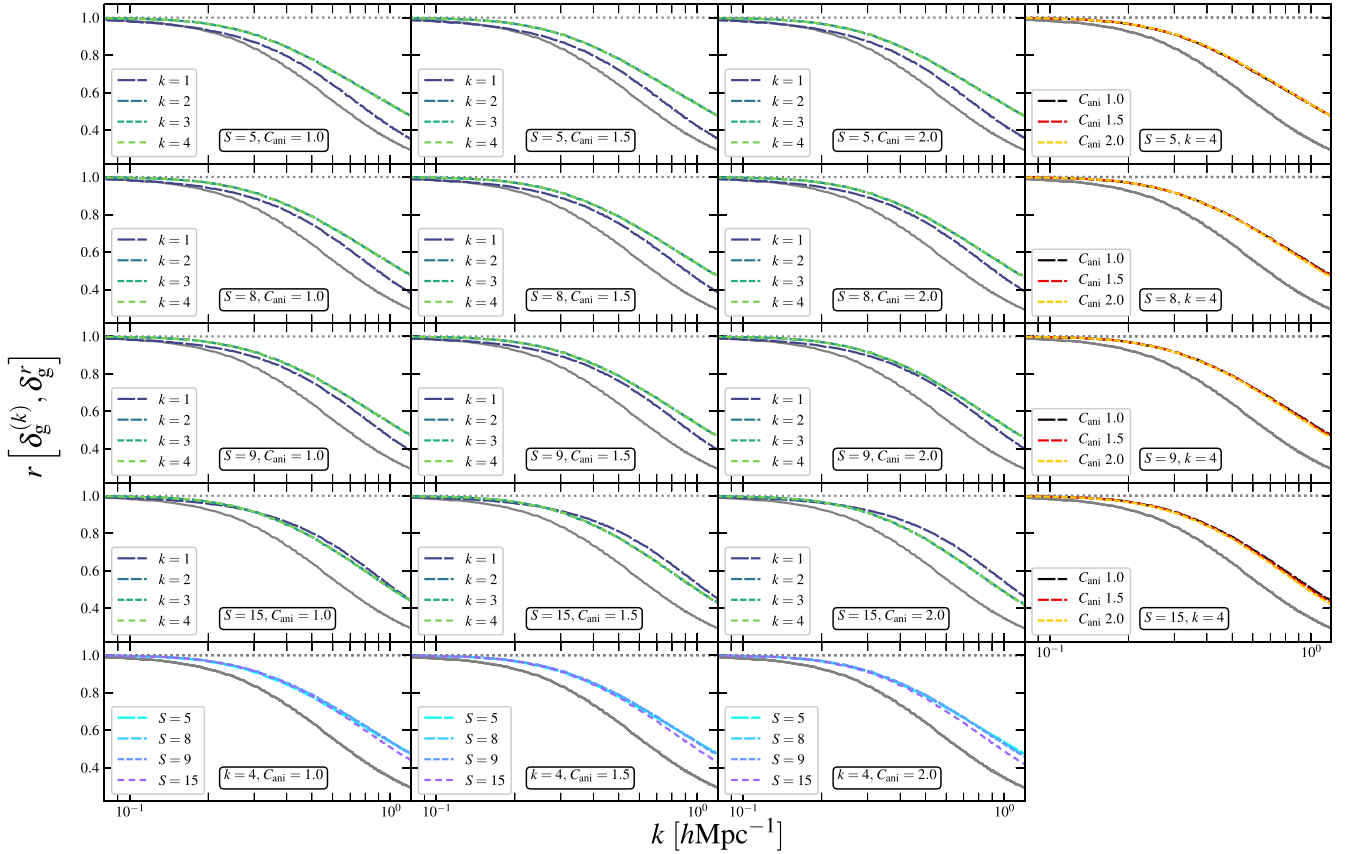 1.0
0.8
0.6
0.4
k = 1
k = 2
k = 3
k = 4
S = 5, C_ani = 1.0
k = 1
k = 2
k = 3
k = 4
S = 5, C_ani = 1.5
k = 1
k = 2
k = 3
k = 4
S = 5, C_ani = 2.0
C_ani 1.0
C_ani 1.5
C_ani 2.0
S = 5, k = 4
1.0
0.8
0.6
0.4
k = 1
k = 2
k = 3
k = 4
S = 8, C_ani = 1.0
k = 1
k = 2
k = 3
k = 4
S = 8, C_ani = 1.5
k = 1
k = 2
k = 3
k = 4
S = 8, C_ani = 2.0
C_ani 1.0
C_ani 1.5
C_ani 2.0
S = 8, k = 4
r [ δ_g^(k) , δ_g^r ]
1.0
0.8
0.6
0.4
k = 1
k = 2
k = 3
k = 4
S = 9, C_ani = 1.0
k = 1
k = 2
k = 3
k = 4
S = 9, C_ani = 1.5
k = 1
k = 2
k = 3
k = 4
S = 9, C_ani = 2.0
C_ani 1.0
C_ani 1.5
C_ani 2.0
S = 9, k = 4
1.0
0.8
0.6
0.4
k = 1
k = 2
k = 3
k = 4
S = 15, C_ani = 1.0
k = 1
k = 2
k = 3
k = 4
S = 15, C_ani = 1.5
k = 1
k = 2
k = 3
k = 4
S = 15, C_ani = 2.0
C_ani 1.0
C_ani 1.5
C_ani 2.0
S = 15, k = 4
10^−1
10^0
1.0
0.8
0.6
0.4
S = 5
S = 8
S = 9
S = 15
k = 4, C_ani = 1.0
S = 5
S = 8
S = 9
S = 15
k = 4, C_ani = 1.5
S = 5
S = 8
S = 9
S = 15
k = 4, C_ani = 2.0
10^−1
10^0
10^−1
10^0
10^−1
10^0
k [hMpc^−1]